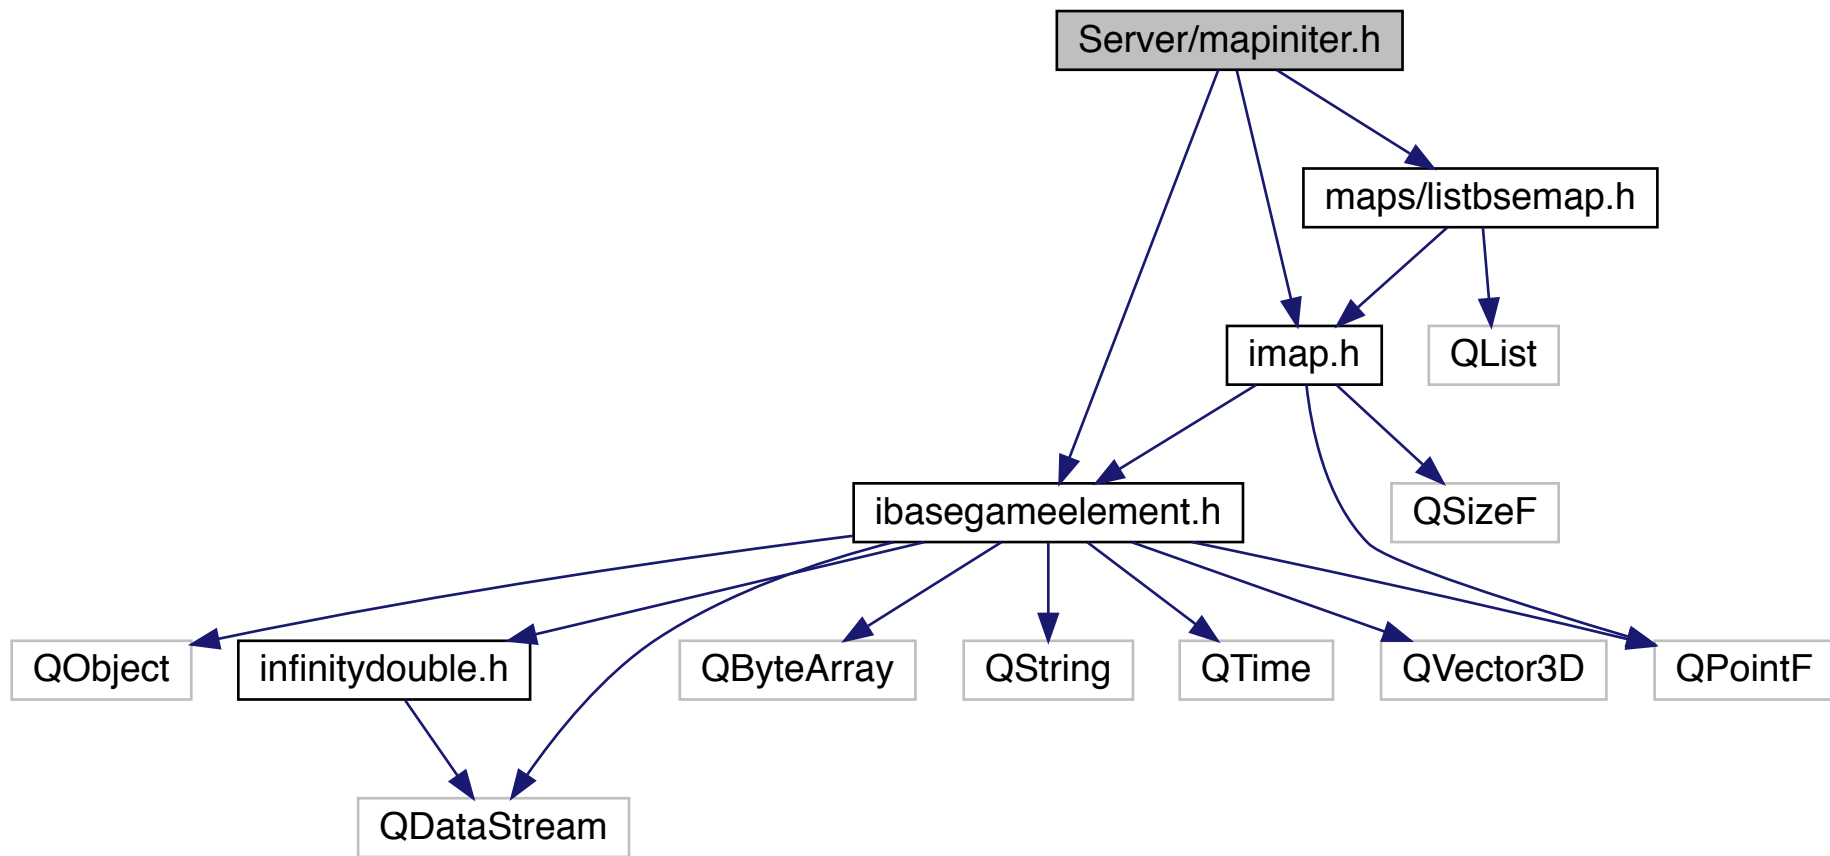 Server/mapiniter.h
maps/listbsemap.h
imap.h
QList
ibasegameelement.h
QSizeF
QObject
infinitydouble.h
QByteArray
QString
QTime
QVector3D
QPointF
QDataStream